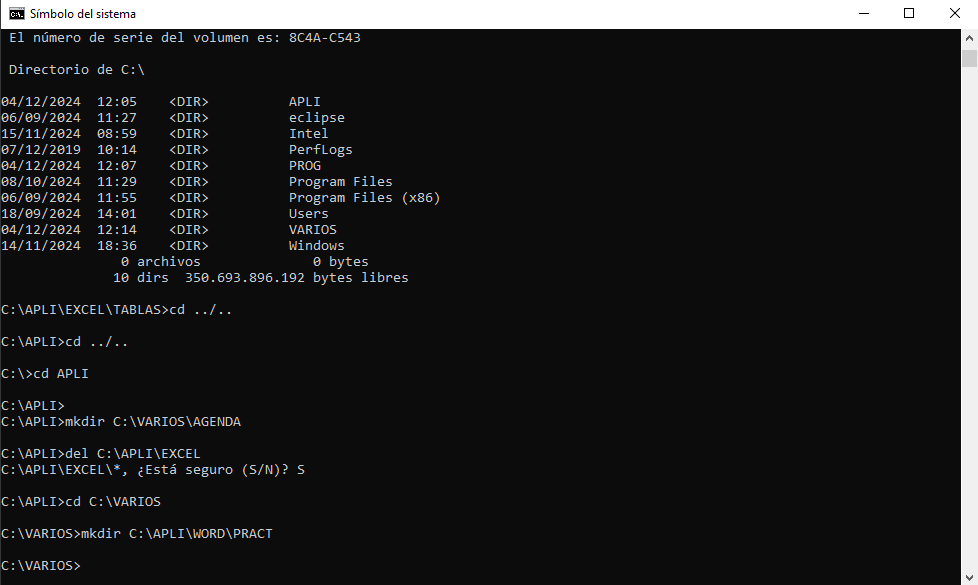 Símbolo del sistema
El número de serie del volumen es: 8C4A-C543
Directorio de C:\
04/12/2024  12:05    <DIR>          APLI
06/09/2024  11:27    <DIR>          eclipse
15/11/2024  08:59    <DIR>          Intel
07/12/2019  10:14    <DIR>          PerfLogs
04/12/2024  12:07    <DIR>          PROG
08/10/2024  11:29    <DIR>          Program Files
06/09/2024  11:55    <DIR>          Program Files (x86)
18/09/2024  14:01    <DIR>          Users
04/12/2024  12:14    <DIR>          VARIOS
14/11/2024  18:36    <DIR>          Windows
0 archivos              0 bytes
10 dirs  350.693.896.192 bytes libres
C:\APLI\EXCEL\TABLAS>cd ../..
C:\APLI>cd ../..
C:\>cd APLI
C:\APLI>
C:\APLI>mkdir C:\VARIOS\AGENDA
C:\APLI>del C:\APLI\EXCEL
C:\APLI\EXCEL\*, ¿Está seguro (S/N)? S
C:\APLI>cd C:\VARIOS
C:\VARIOS>mkdir C:\APLI\WORD\PRACT
C:\VARIOS>